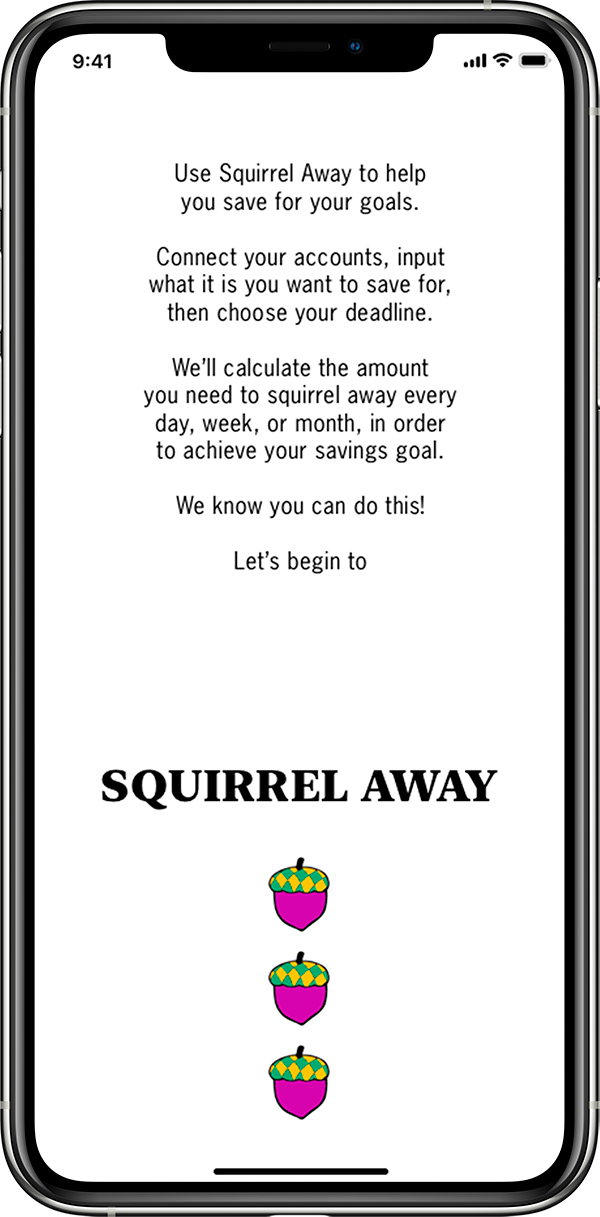 9:41
Use Squirrel Away to help
you save for your goals.
Connect your accounts, input
what it is you want to save for,
then choose your deadline.
We’ll calculate the amount
you need to squirrel away every
day, week, or month, in order
to achieve your savings goal.
We know you can do this!
Let’s begin to
SQUIRREL AWAY